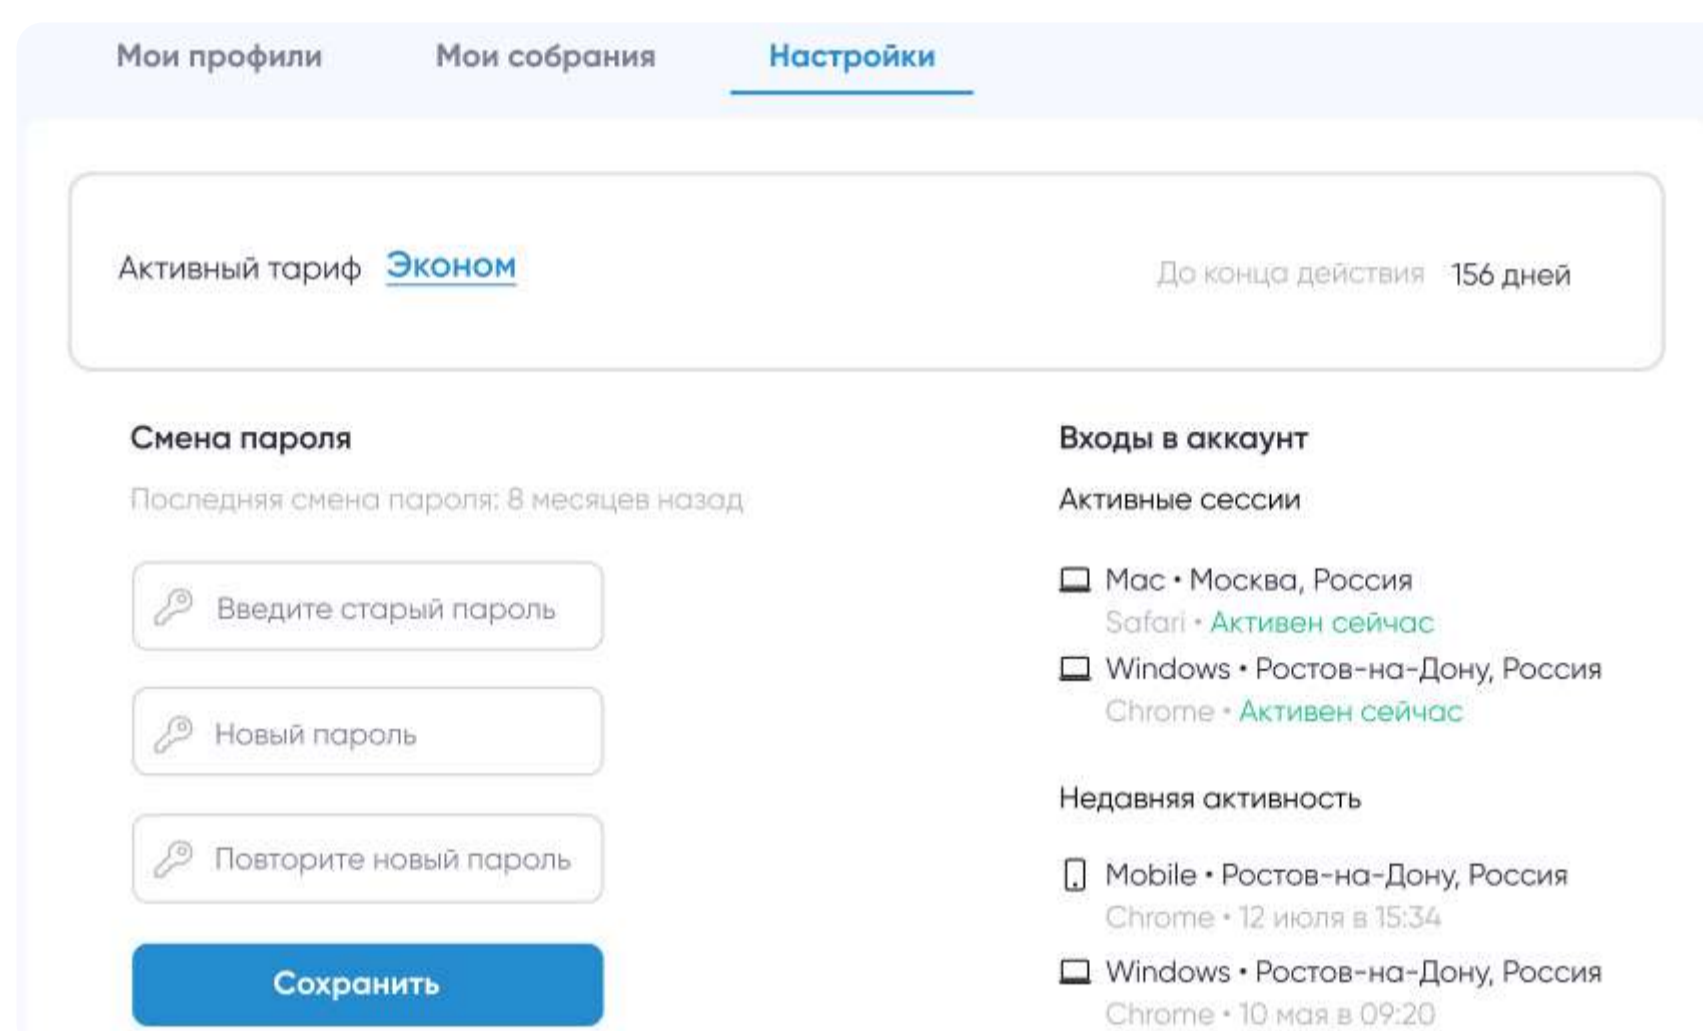 Мои профили Мои собрания Настройки
Активный тариф Эконом
До конца действия 156 дней
Смена пароля
Последняя смена пароля: 8 месяцев назад
Введите старый пароль
Новый пароль
Повторите новый пароль
Сохранить
Входы в аккаунт
Активные сессии
Mac • Москва, Россия
Safari • Активен сейчас
Windows • Ростов-на-Дону, Россия
Chrome • Активен сейчас
Недавняя активность
Mobile • Ростов-на-Дону, Россия
Chrome • 12 июля в 15:34
Windows • Ростов-на-Дону, Россия
Chrome • 10 мая в 09:20